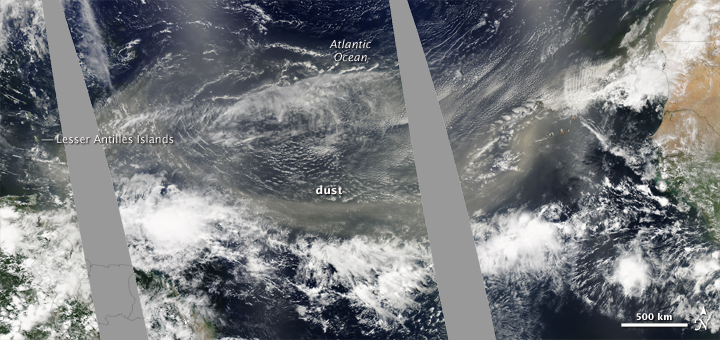 Atlantic
Ocean
Lesser Antilles Islands
dust
500 km
N